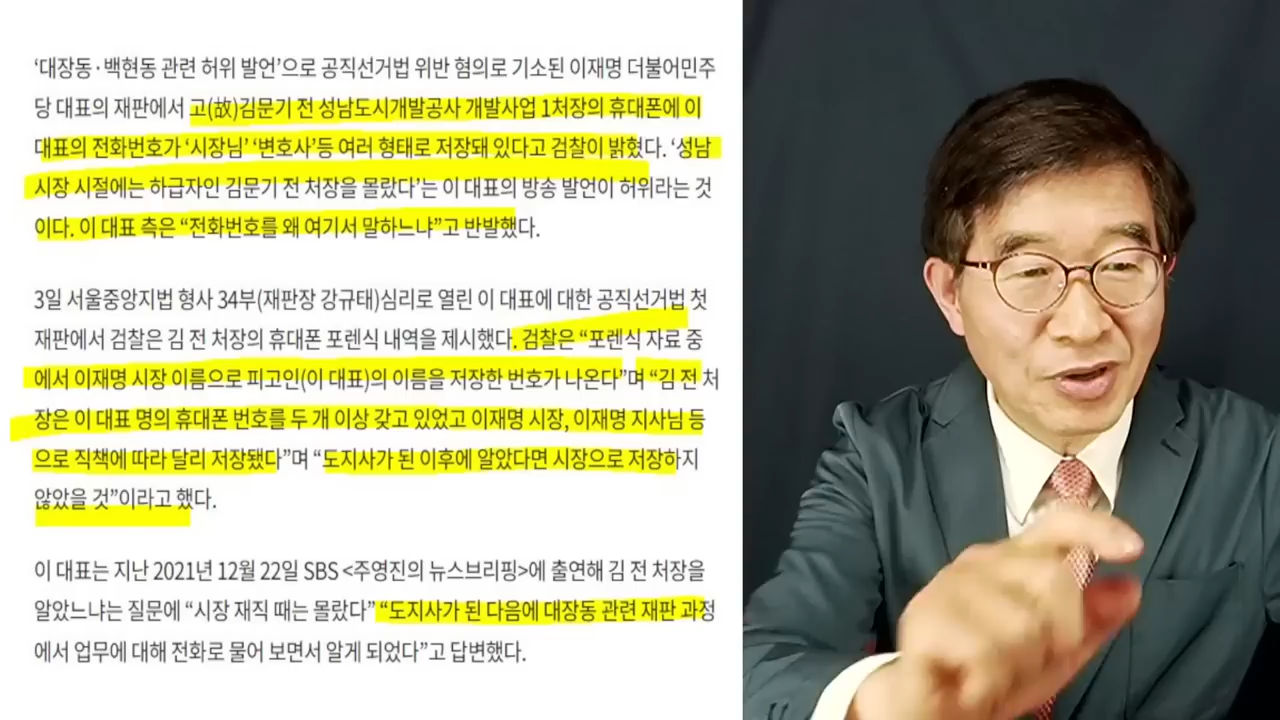 ‘대장동·백현동 관련 허위 발언’으로 공직선거법 위반 혐의로 기소된 이재명 더불어민주
당 대표의 재판에서 고(故)김문기 전 성남도시개발공사 개발사업 1처장의 휴대폰에 이
대표의 전화번호가 ‘시장님’ ‘변호사’등 여러 형태로 저장돼 있다고 검찰이 밝혔다. ‘성남
시장 시절에는 하급자인 김문기 전 처장을 몰랐다’는 이 대표의 방송 발언이 허위라는 것
이다. 이 대표 측은 “전화번호를 왜 여기서 말하느냐”고 반발했다.
3일 서울중앙지법 형사 34부(재판장 강규태)심리로 열린 이 대표에 대한 공직선거법 첫
재판에서 검찰은 김 전 처장의 휴대폰 포렌식 내역을 제시했다. 검찰은 “포렌식 자료 중
에서 이재명 시장 이름으로 피고인(이 대표)의 이름을 저장한 번호가 나온다”며 “김 전 처
장은 이 대표 명의 휴대폰 번호를 두 개 이상 갖고 있었고 이재명 시장, 이재명 지사님 등
으로 직책에 따라 달리 저장됐다”며 “도지사가 된 이후에 알았다면 시장으로 저장하지
않았을 것”이라고 했다.
이 대표는 지난 2021년 12월 22일 SBS <주영진의 뉴스브리핑>에 출연해 김 전 처장을
알았느냐는 질문에 “시장 재직 때는 몰랐다” “도지사가 된 다음에 대장동 관련 재판 과정
에서 업무에 대해 전화로 물어 보면서 알게 되었다”고 답변했다.